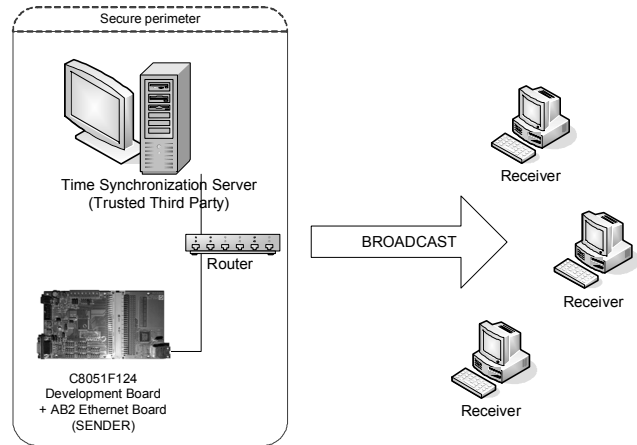 Secure perimeter
Time Synchronization Server
(Trusted Third Party)
Router
C8051F124
Development Board
+ AB2 Ethernet Board
(SENDER)
BROADCAST
Receiver
Receiver
Receiver